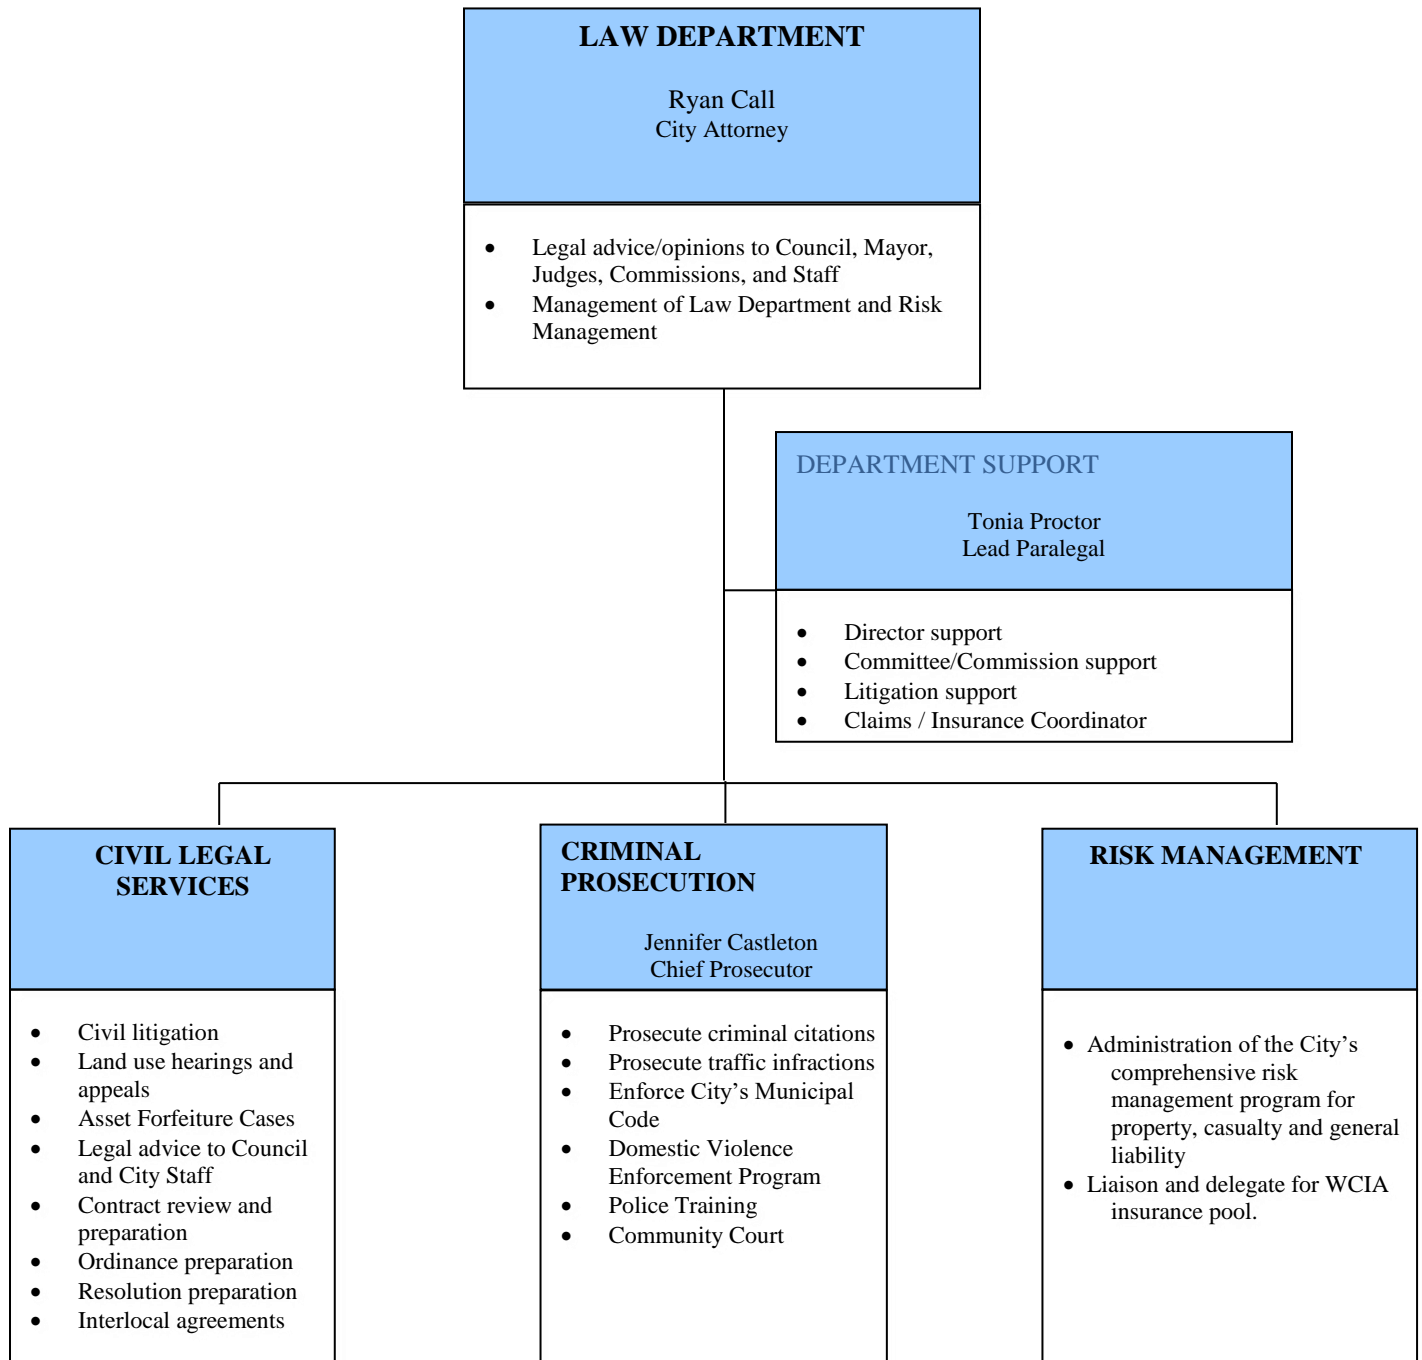 LAW DEPARTMENT
Ryan Call
City Attorney
• Legal advice/opinions to Council, Mayor,
Judges, Commissions, and Staff
• Management of Law Department and Risk
Management
DEPARTMENT SUPPORT
Tonia Proctor
Lead Paralegal
• Director support
• Committee/Commission support
• Litigation support
• Claims / Insurance Coordinator
CIVIL LEGAL
SERVICES
• Civil litigation
• Land use hearings and
appeals
• Asset Forfeiture Cases
• Legal advice to Council
and City Staff
• Contract review and
preparation
• Ordinance preparation
• Resolution preparation
• Interlocal agreements
CRIMINAL
PROSECUTION
Jennifer Castleton
Chief Prosecutor
• Prosecute criminal citations
• Prosecute traffic infractions
• Enforce City’s Municipal
Code
• Domestic Violence
Enforcement Program
• Police Training
• Community Court
RISK MANAGEMENT
• Administration of the City’s
comprehensive risk
management program for
property, casualty and general
liability
• Liaison and delegate for WCIA
insurance pool.